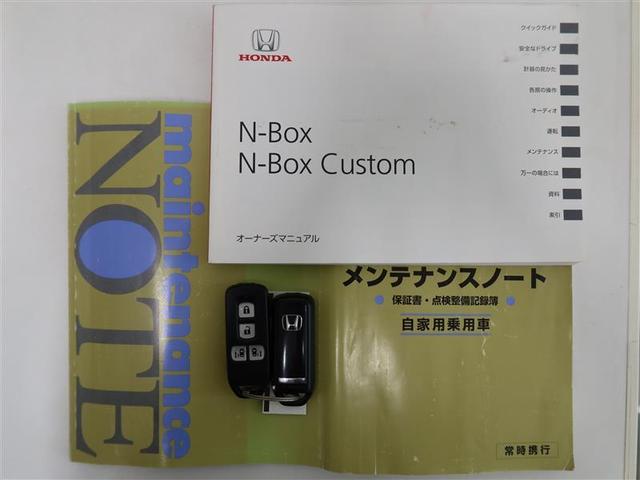 HONDA
N-Box
N-Box Custom
オーナーズマニュアル
クイックガイド
安全なドライブ
計器の見かた
各部の操作
オーディオ
運転
メンテナンス
万一の場合には
資料
索引
maintenance
NOTE
メンテナンスノート
保証書・点検整備記録簿
自家用乗用車
常時携行